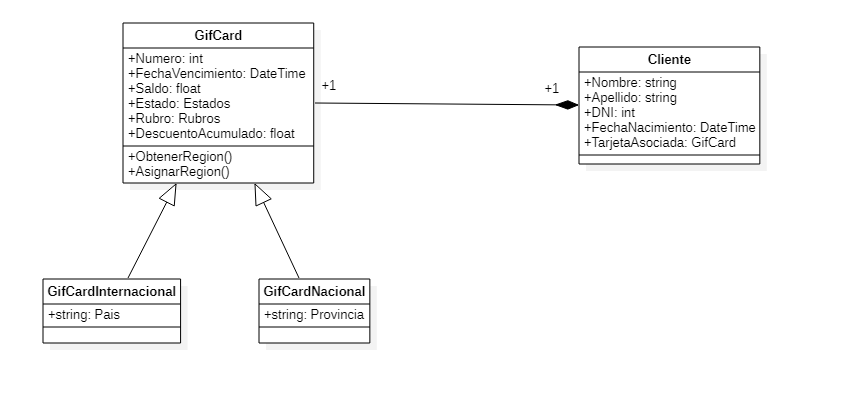 GifCard
+Numero: int
+FechaVencimiento: DateTime
+Saldo: float
+Estado: Estados
+Rubro: Rubros
+DescuentoAcumulado: float
+ObtenerRegion()
+AsignarRegion()
+1
+1
Cliente
+Nombre: string
+Apellido: string
+DNI: int
+FechaNacimiento: DateTime
+TarjetaAsociada: GifCard
GifCardInternacional
+string: Pais
GifCardNacional
+string: Provincia